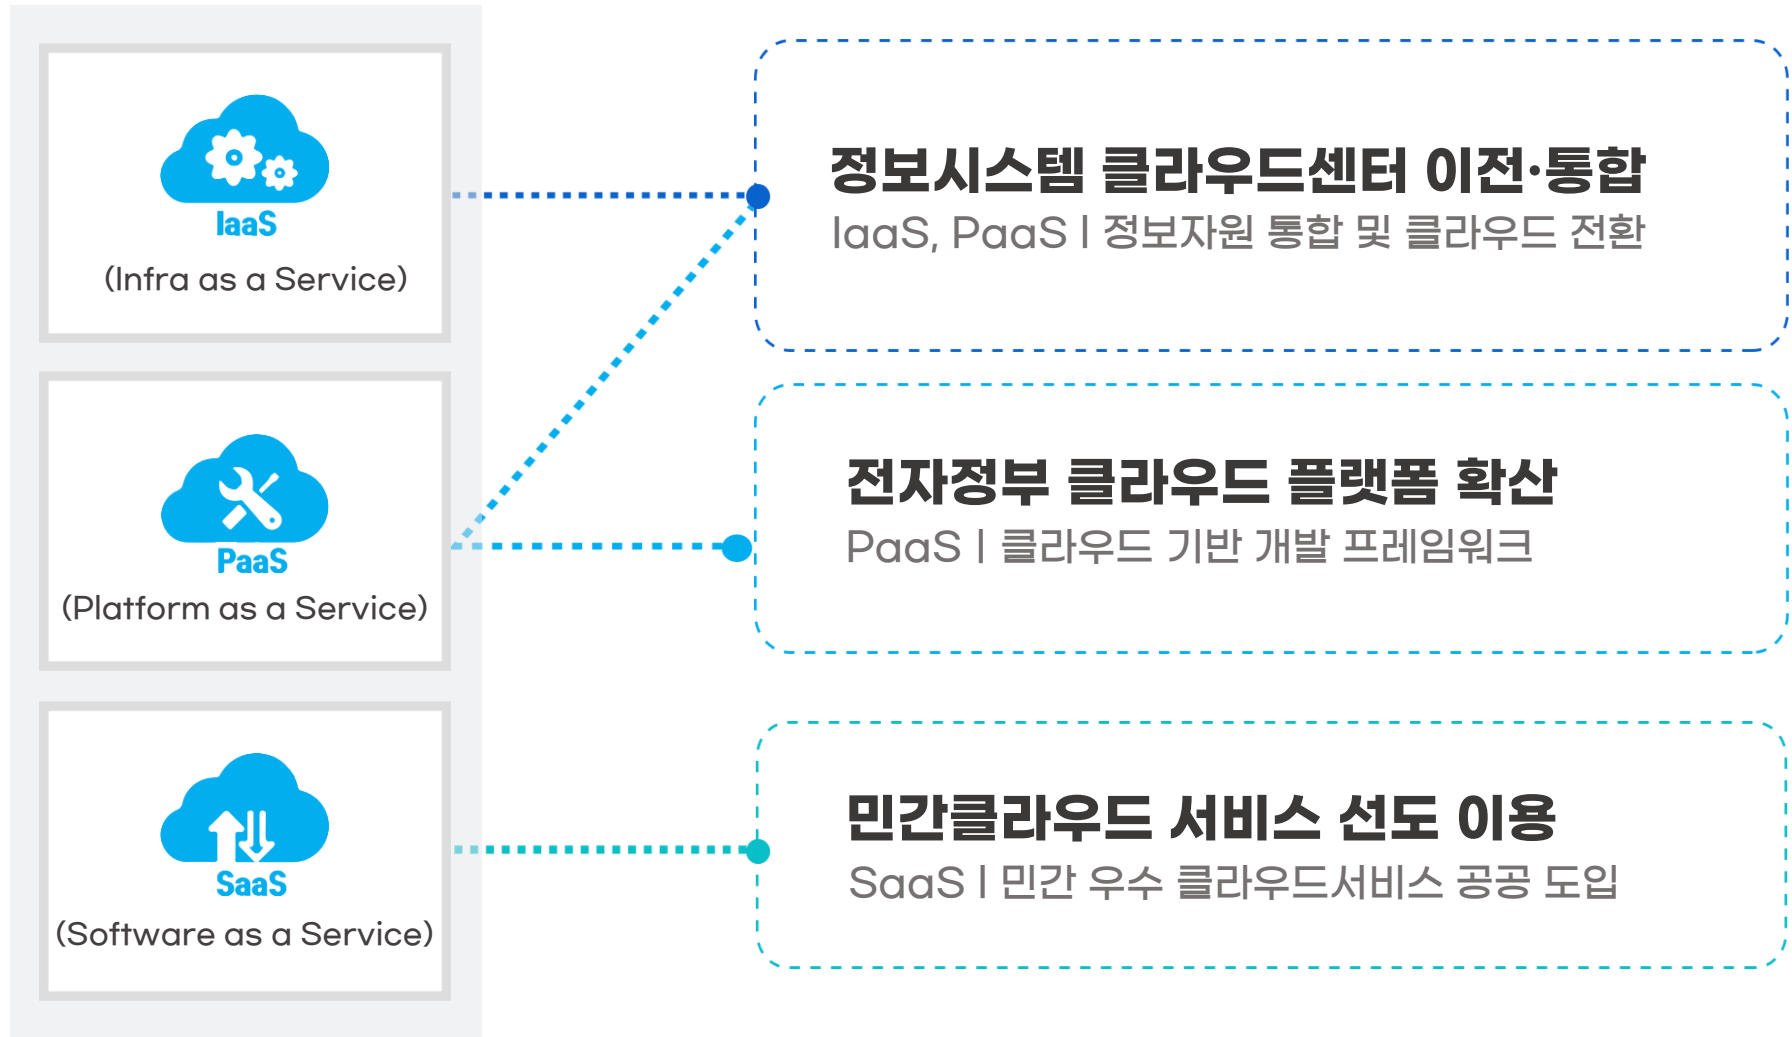 IaaS
(Infra as a Service)
정보시스템 클라우드센터 이전·통합
IaaS, PaaS | 정보자원 통합 및 클라우드 전환
PaaS
(Platform as a Service)
전자정부 클라우드 플랫폼 확산
PaaS | 클라우드 기반 개발 프레임워크
SaaS
(Software as a Service)
민간클라우드 서비스 선도 이용
SaaS | 민간 우수 클라우드서비스 공공 도입